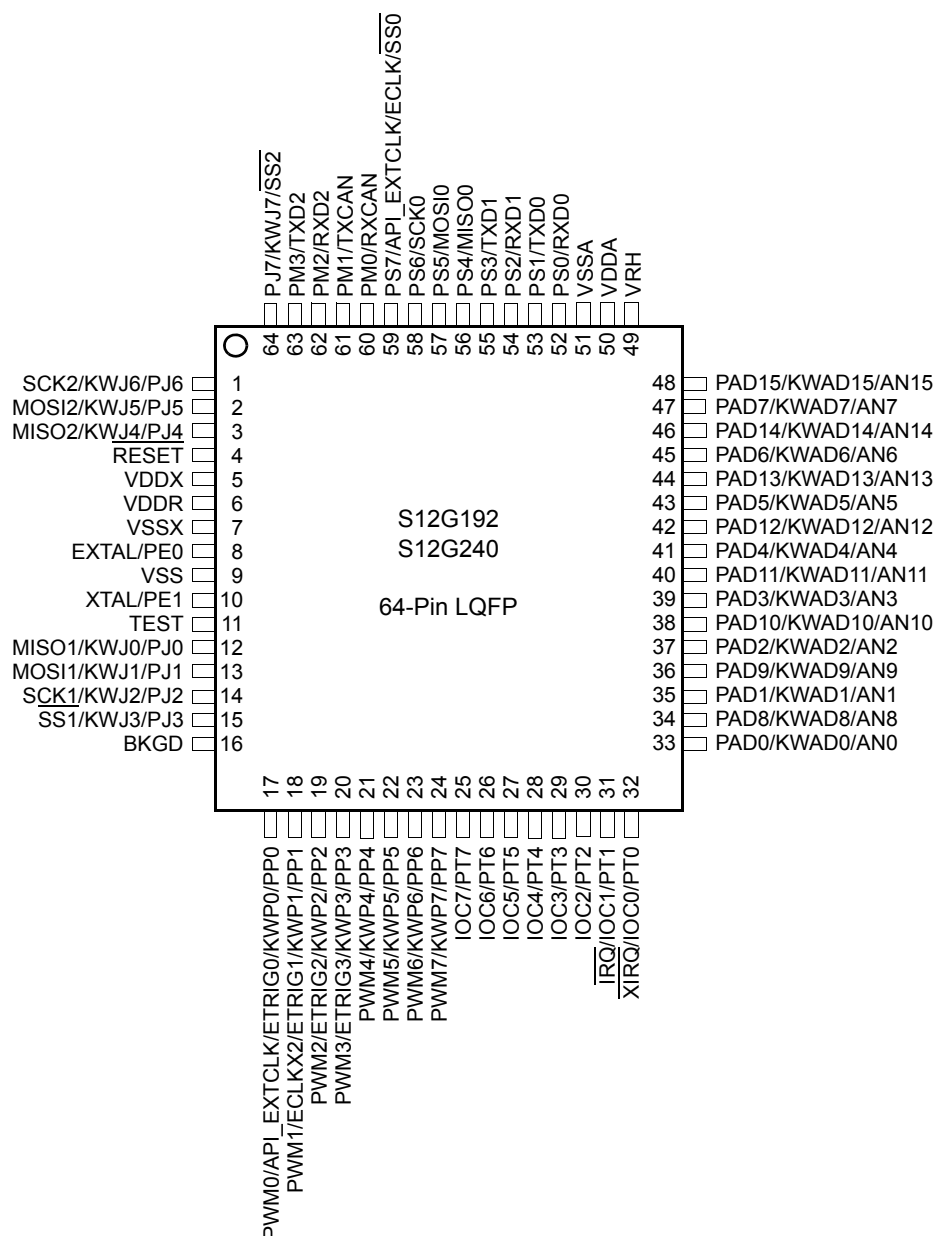 PJ7/KWJ7/SS2
PM3/TXD2
PM2/RXD2
PM1/TXCAN
PM0/RXCAN
PS7/API_EXTCLK/ECLK/SS0
PS6/SCK0
PS5/MOSI0
PS4/MISO0
PS3/TXD1
PS2/RXD1
PS1/TXD0
PS0/RXD0
VSSA
VDDA
VRH
64
63
62
61
60
59
58
57
56
55
54
53
52
51
50
49
SCK2/KWJ6/PJ6 1
MOSI2/KWJ5/PJ5 2
MISO2/KWJ4/PJ4 3
RESET 4
VDDX 5
VDDR 6
VSSX 7
EXTAL/PE0 8
VSS 9
XTAL/PE1 10
TEST 11
MISO1/KWJ0/PJ0 12
MOSI1/KWJ1/PJ1 13
SCK1/KWJ2/PJ2 14
SS1/KWJ3/PJ3 15
BKGD 16
S12G192
S12G240
64-Pin LQFP
48 PAD15/KWAD15/AN15
47 PAD7/KWAD7/AN7
46 PAD14/KWAD14/AN14
45 PAD6/KWAD6/AN6
44 PAD13/KWAD13/AN13
43 PAD5/KWAD5/AN5
42 PAD12/KWAD12/AN12
41 PAD4/KWAD4/AN4
40 PAD11/KWAD11/AN11
39 PAD3/KWAD3/AN3
38 PAD10/KWAD10/AN10
37 PAD2/KWAD2/AN2
36 PAD9/KWAD9/AN9
35 PAD1/KWAD1/AN1
34 PAD8/KWAD8/AN8
33 PAD0/KWAD0/AN0
17
18
19
20
21
22
23
24
25
26
27
28
29
30
31
32
PWM0/API_EXTCLK/ETRIG0/KWP0/PP0
PWM1/ECLKX2/ETRIG1/KWP1/PP1
PWM2/ETRIG2/KWP2/PP2
PWM3/ETRIG3/KWP3/PP3
PWM4/KWP4/PP4
PWM5/KWP5/PP5
PWM6/KWP6/PP6
PWM7/KWP7/PP7
IOC7/PT7
IOC6/PT6
IOC5/PT5
IOC4/PT4
IOC3/PT3
IOC2/PT2
IRQ/IOC1/PT1
XIRQ/IOC0/PT0